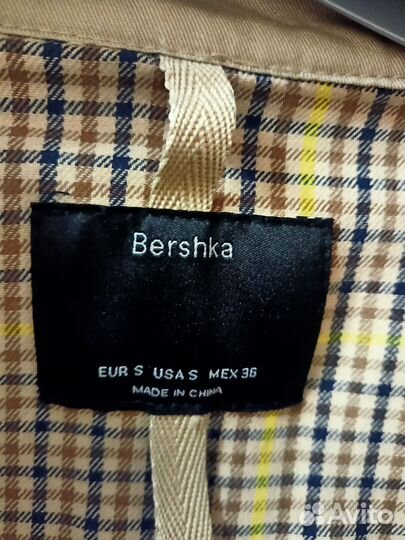 Bershka
EUR S USA S MEX 36
MADE IN CHINA
Avito